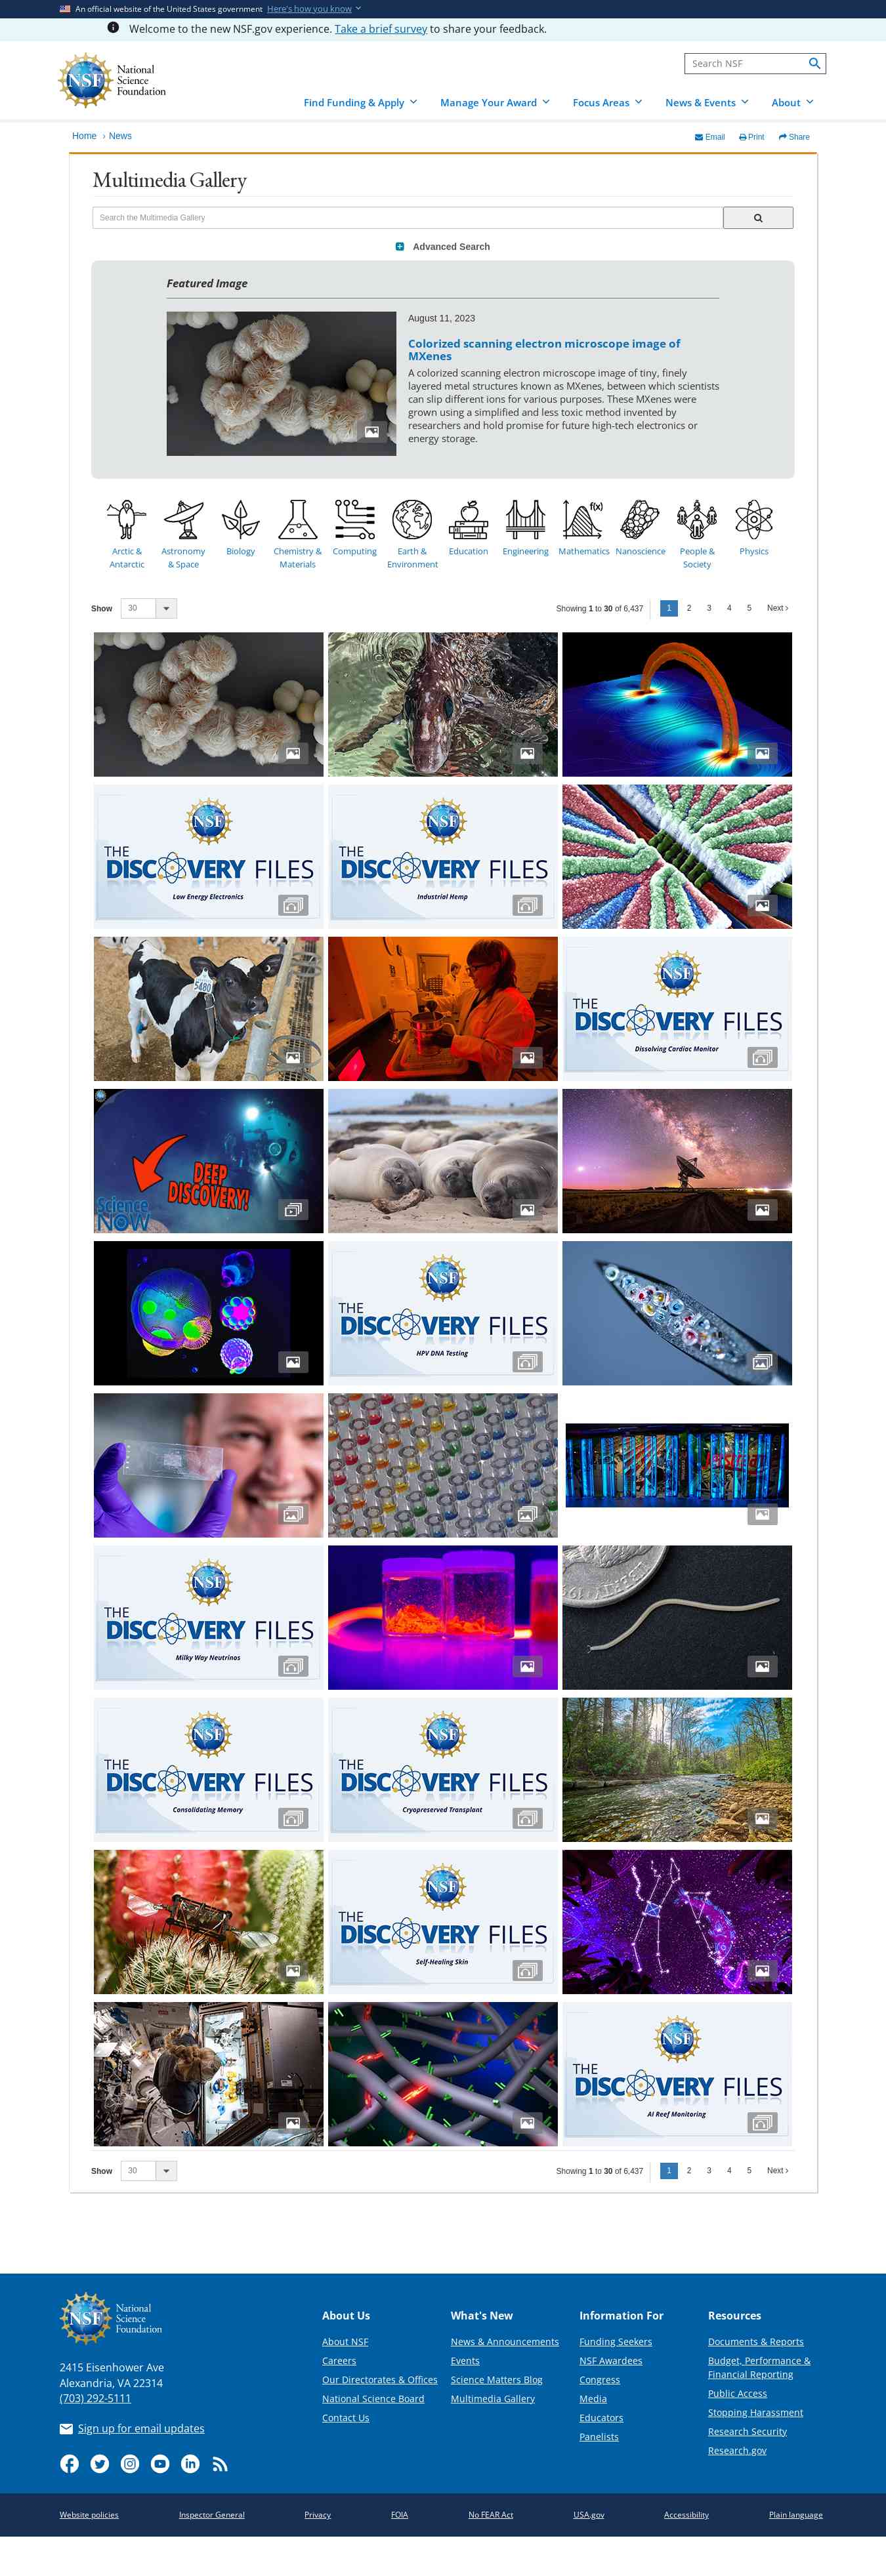 An official website of the United States government Here's how you know
Welcome to the new NSF.gov experience. Take a brief survey to share your feedback.
NSF
National
Science
Foundation
Search NSF
Find Funding & Apply Manage Your Award Focus Areas News & Events About
Home › News
Email Print Share
Multimedia Gallery
Search the Multimedia Gallery
Advanced Search
Featured Image
August 11, 2023
Colorized scanning electron microscope image of
MXenes
A colorized scanning electron microscope image of tiny, finely
layered metal structures known as MXenes, between which scientists
can slip different ions for various purposes. These MXenes were
grown using a simplified and less toxic method invented by
researchers and hold promise for future high-tech electronics or
energy storage.
f(x)
Arctic &
Antarctic
Astronomy
& Space
Biology
Chemistry &
Materials
Computing
Earth &
Environment
Education
Engineering
Mathematics
Nanoscience
People &
Society
Physics
Show 30
Showing 1 to 30 of 6,437
1 2 3 4 5 Next ›
NSF
THE
DISCOVERY FILES
Low Energy Electronics
NSF
THE
DISCOVERY FILES
Industrial Hemp
5480
NSF
THE
DISCOVERY FILES
Dissolving Cardiac Monitor
DEEP
DISCOVERY!
Science
NOW
NSF
THE
DISCOVERY FILES
HPV DNA Testing
NSF
THE
DISCOVERY FILES
Milky Way Neutrinos
NSF
THE
DISCOVERY FILES
Consolidating Memory
NSF
THE
DISCOVERY FILES
Cryopreserved Transplant
NSF
THE
DISCOVERY FILES
Self-Healing Skin
NSF
THE
DISCOVERY FILES
AI Reef Monitoring
Show 30
Showing 1 to 30 of 6,437
1 2 3 4 5 Next ›
NSF
National
Science
Foundation
2415 Eisenhower Ave
Alexandria, VA 22314
(703) 292-5111
Sign up for email updates
About Us
About NSF
Careers
Our Directorates & Offices
National Science Board
Contact Us
What's New
News & Announcements
Events
Science Matters Blog
Multimedia Gallery
Information For
Funding Seekers
NSF Awardees
Congress
Media
Educators
Panelists
Resources
Documents & Reports
Budget, Performance &
Financial Reporting
Public Access
Stopping Harassment
Research Security
Research.gov
Website policies Inspector General Privacy FOIA No FEAR Act USA.gov Accessibility Plain language